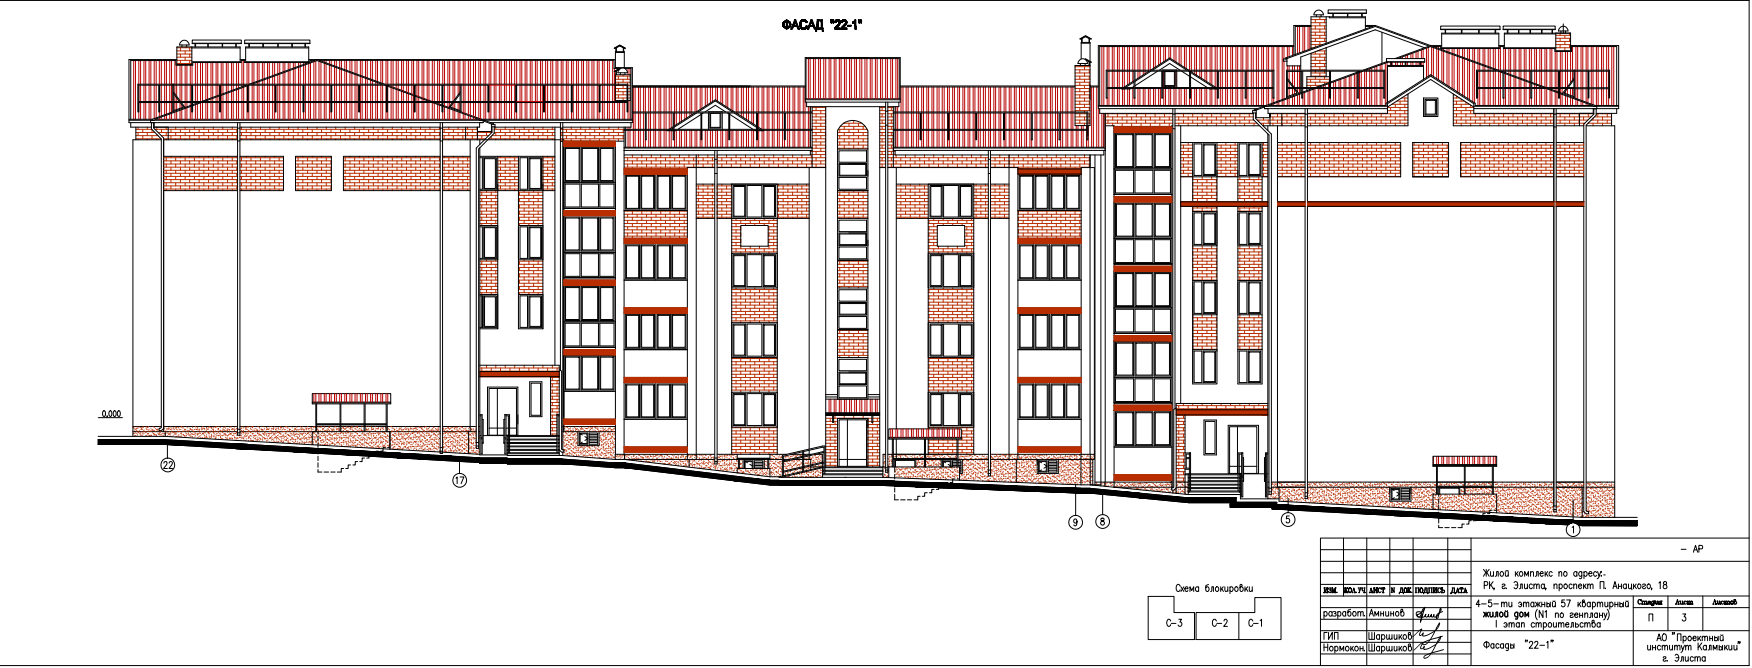 ФАСАД "22-1"
0,000
22
17
9
8
5
1
Схема блокировки
С-3
С-2
С-1
- АР
Жилой комплекс по адресу:-
РК, г. Элиста, проспект П. Анацкого, 18
ИЗМ. КОЛ.УЧ ЛИСТ N ДОК ПОДПИСЬ ДАТА
4-5-ти этажный 57 квартирный
жилой дом (N1 по генплану)
I этап строительства
Стадия Листа Листов
П 3
разработ. Амнинов
ГИП Шаршиков
Нормокон. Шаршиков
Фасады "22-1"
АО "Проектный
институт Калмыкии"
г. Элиста